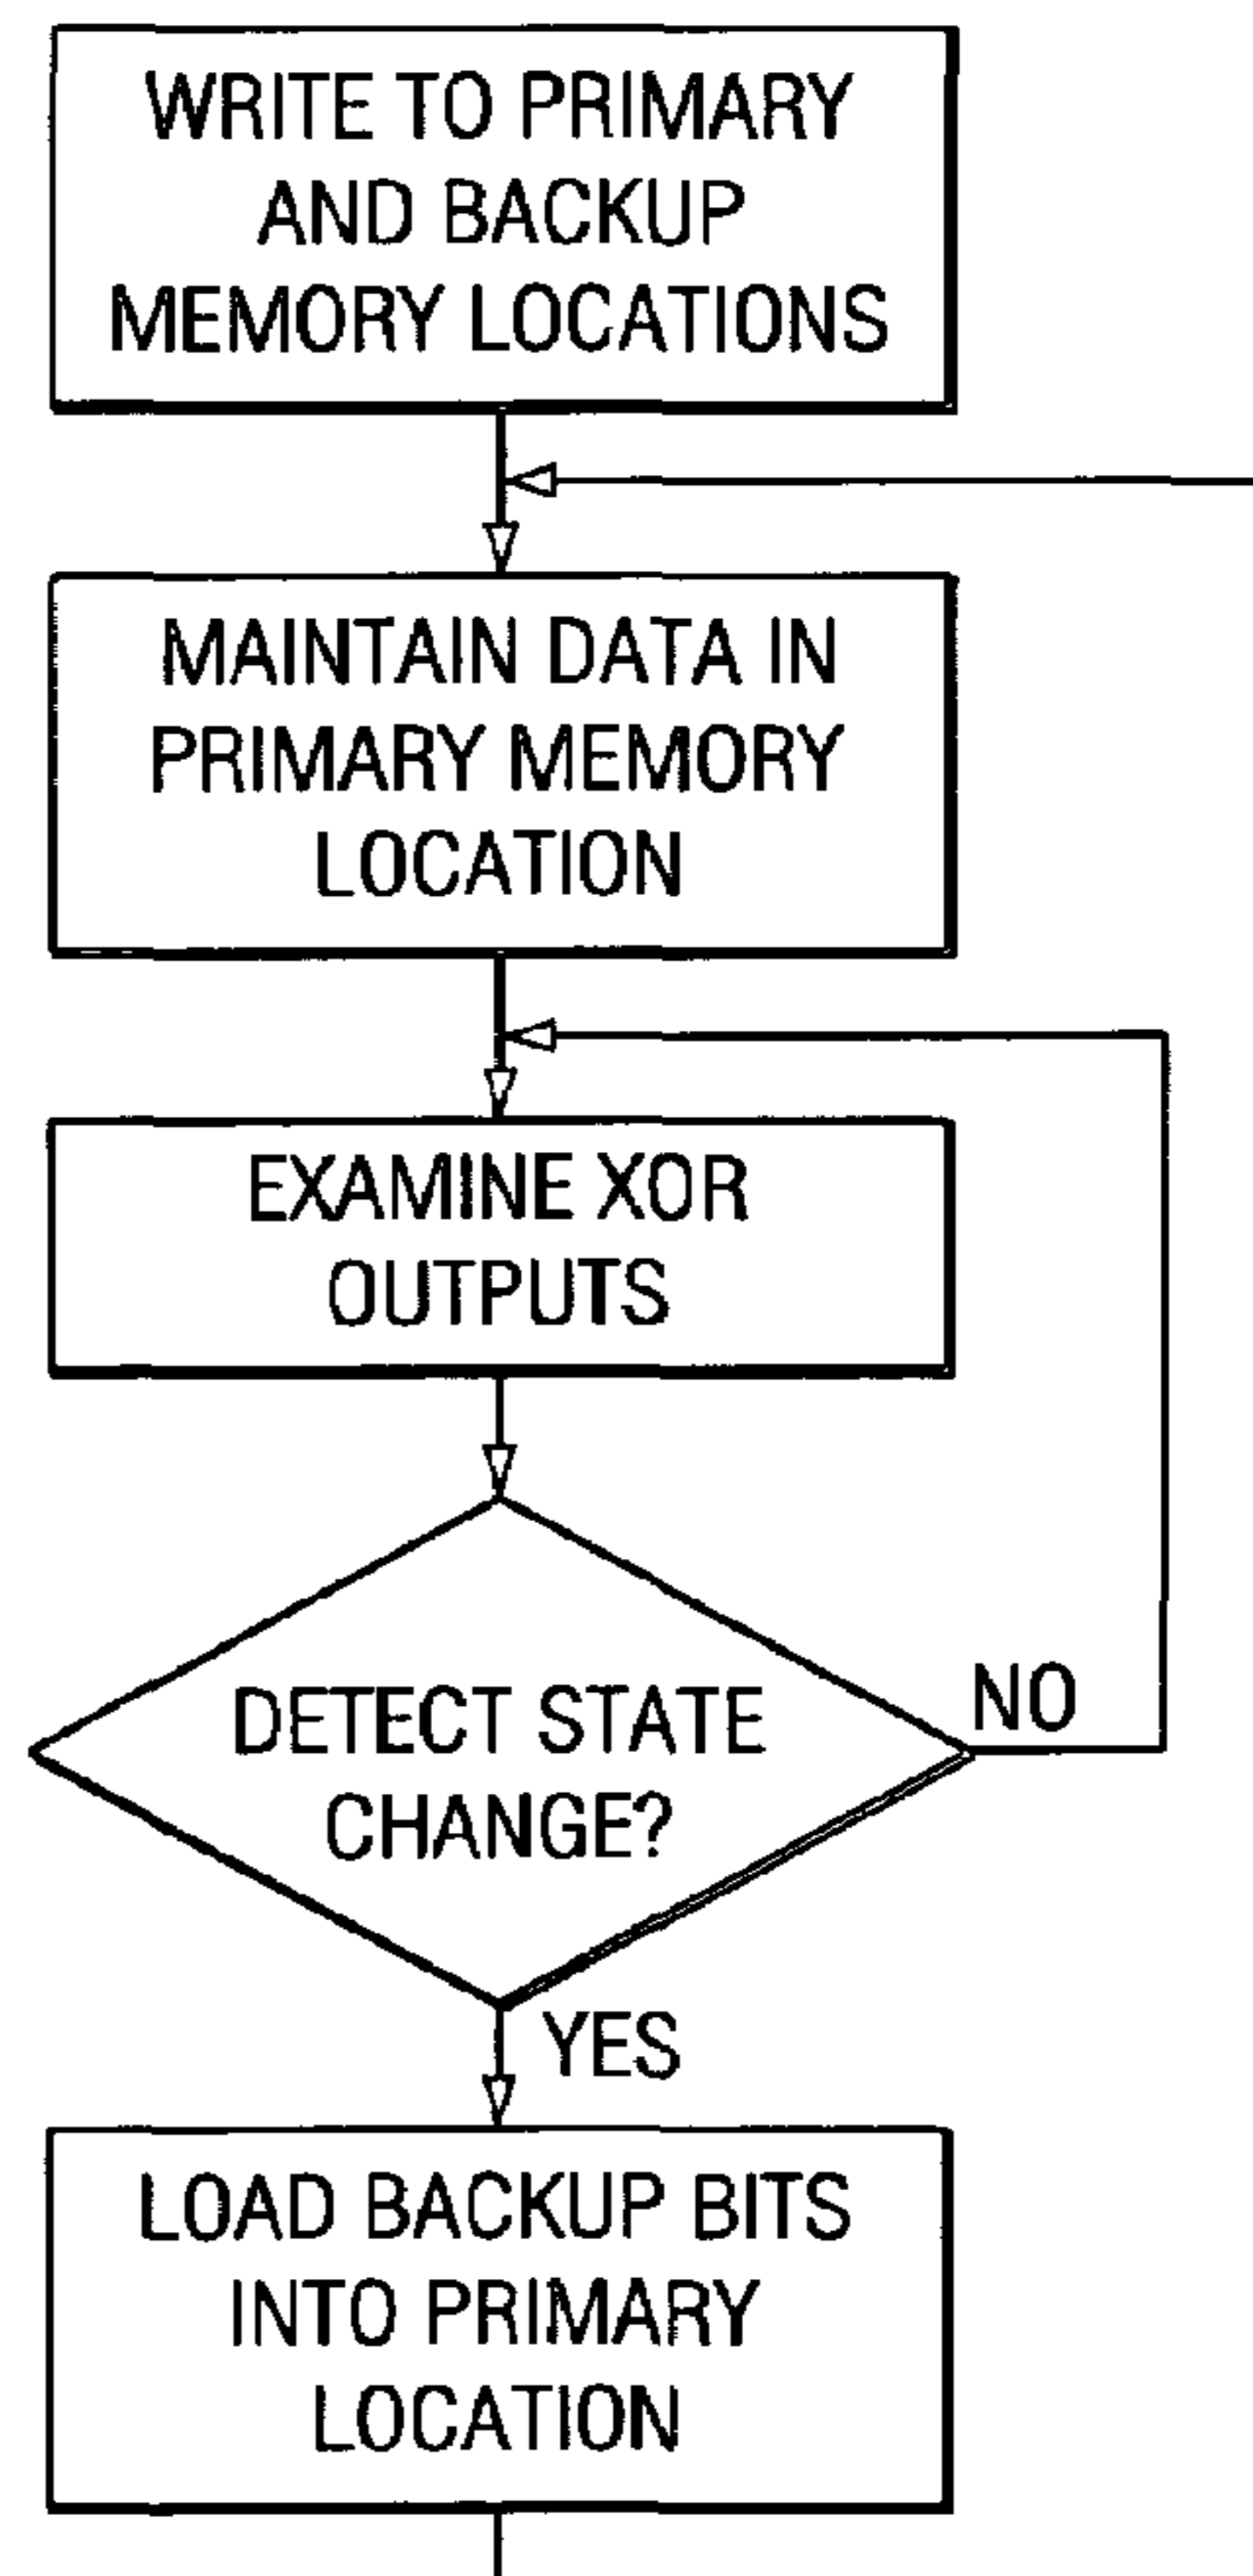 WRITE TO PRIMARY
AND BACKUP
MEMORY LOCATIONS
MAINTAIN DATA IN
PRIMARY MEMORY
LOCATION
EXAMINE XOR
OUTPUTS
DETECT STATE
CHANGE?
NO
YES
LOAD BACKUP BITS
INTO PRIMARY
LOCATION